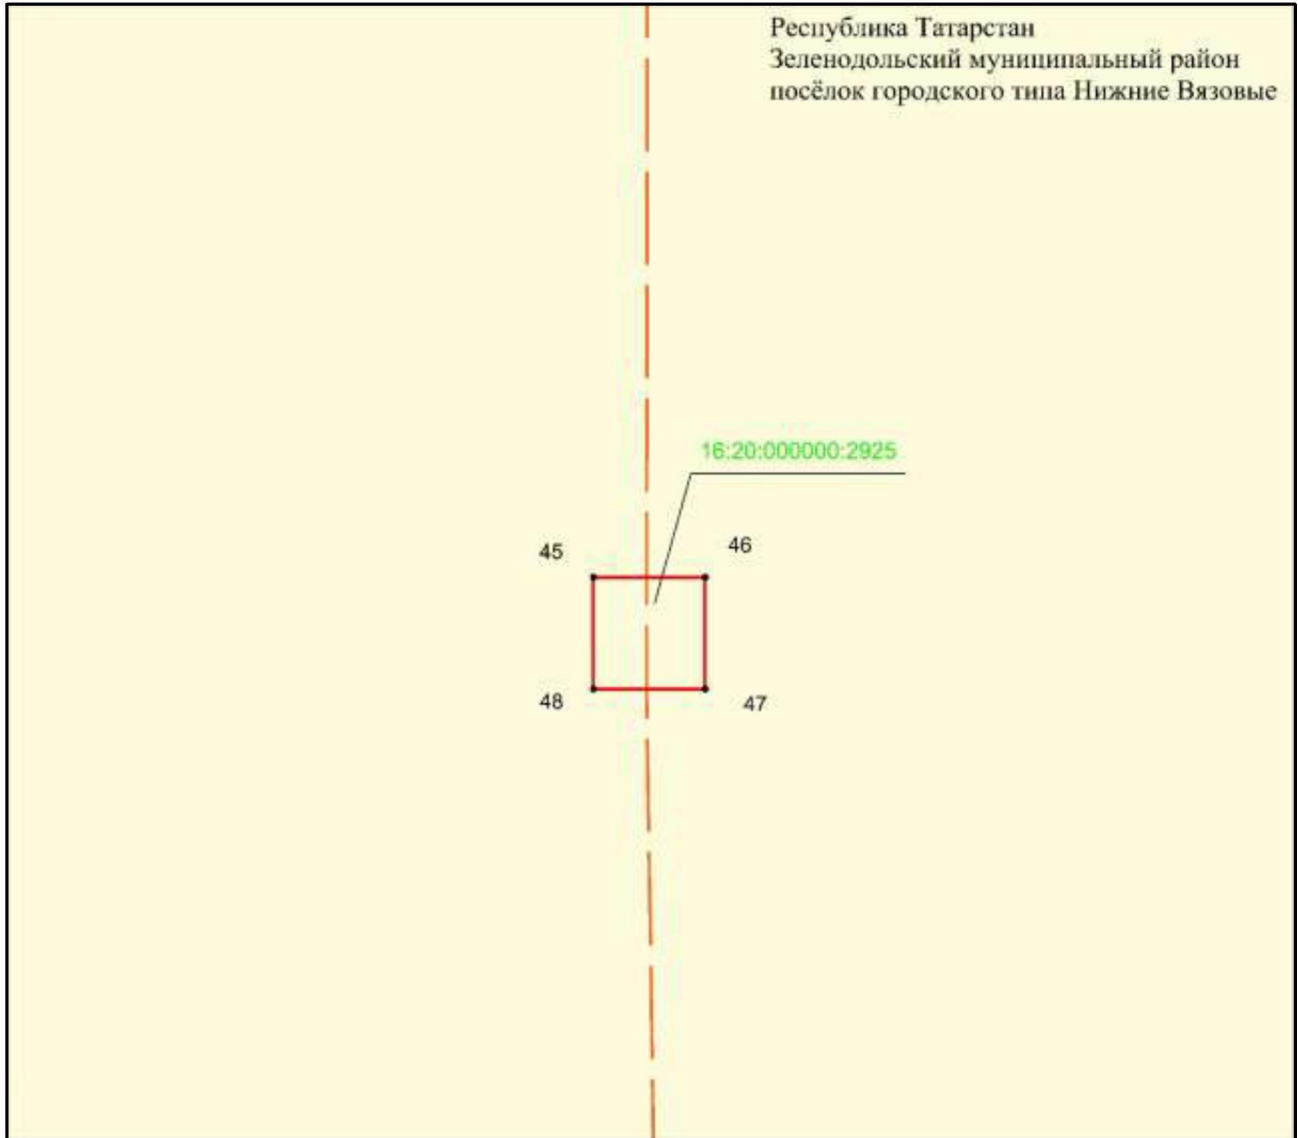 Республика Татарстан
Зеленодольский муниципальный район
посёлок городского типа Нижние Вязовые
16:20:000000:2925
45
46
48
47